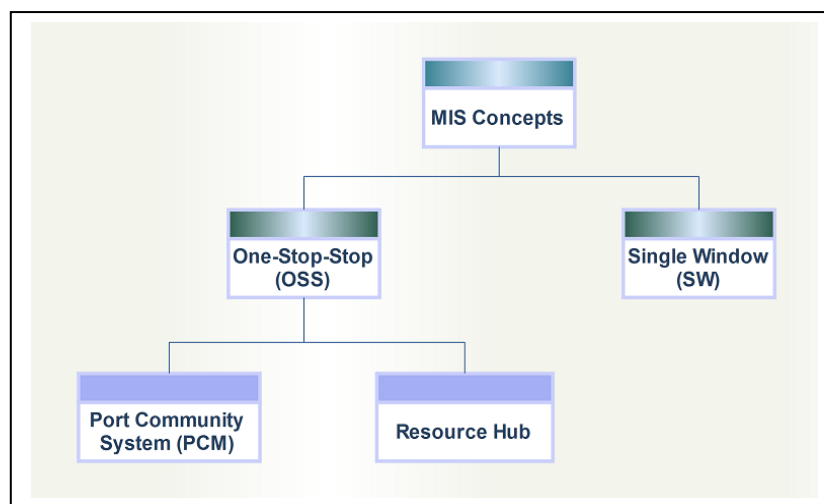 MIS Concepts
One-Stop-Stop
(OSS)
Single Window
(SW)
Port Community
System (PCM)
Resource Hub